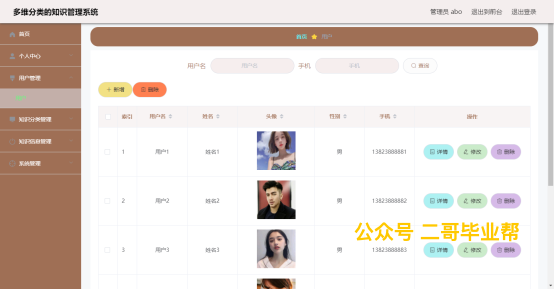 多维分类的知识管理系统
管理员 abo 退出到前台 退出登录
首页
首页 用户
个人中心
用户管理
知识分类管理
知识信息管理
系统管理
用户名 用户名 手机 手机 查询
新增 删除
索引 用户名 姓名 头像 性别 手机 操作
1 用户1 姓名1 男 13823888881 详情 修改 删除
2 用户2 姓名2 男 13823888882 详情 修改 删除
3 用户3 姓名3 男 13823888883 详情 修改 删除
公众号 二哥毕业帮